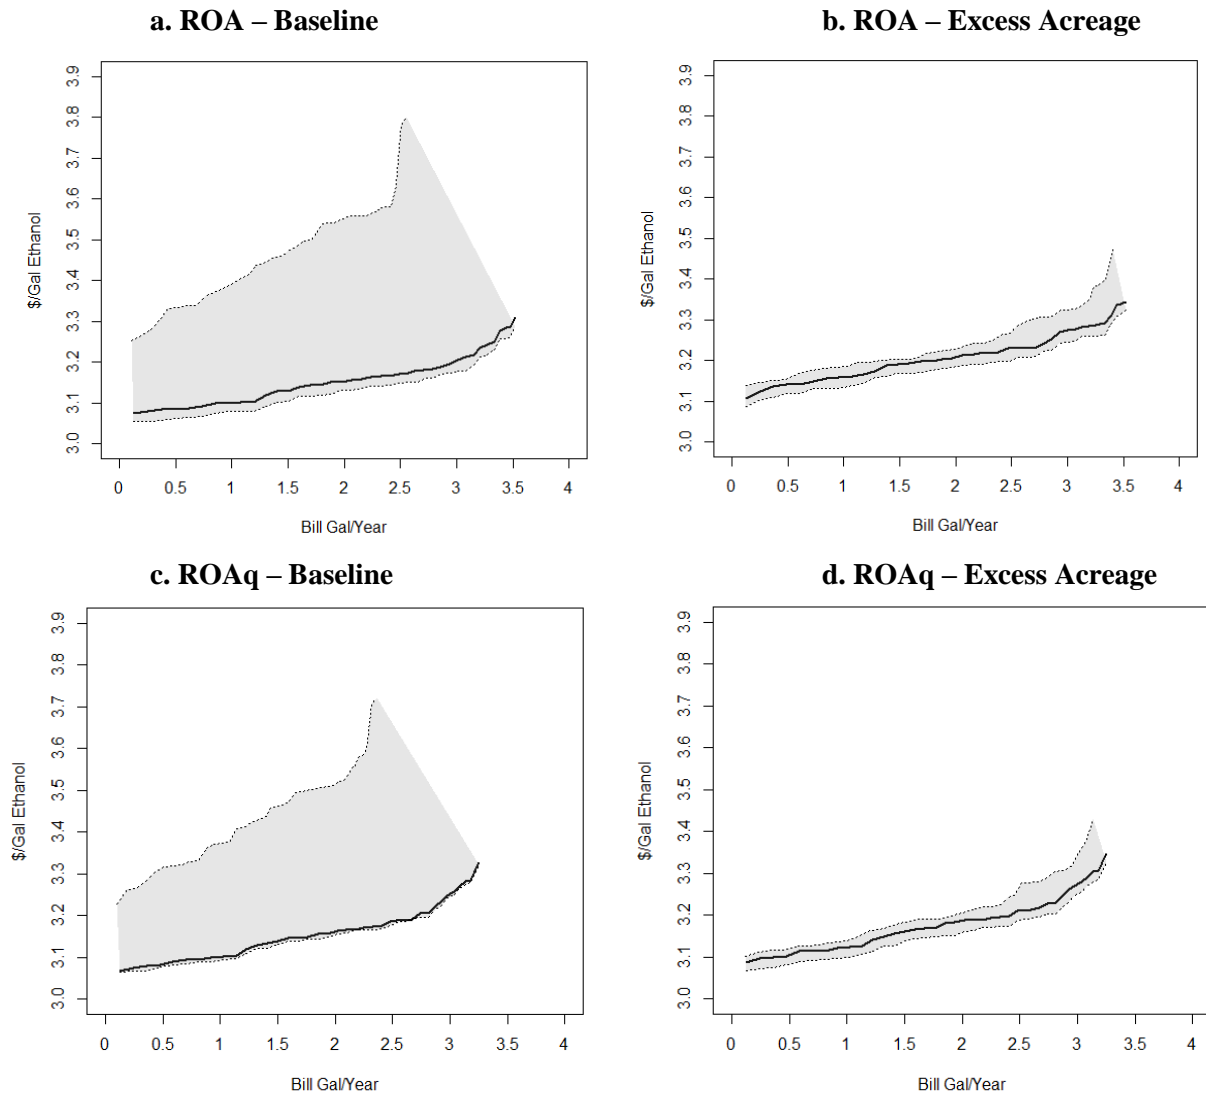 a. ROA – Baseline
b. ROA – Excess Acreage
$/Gal Ethanol
3.9
3.8
3.7
3.6
3.5
3.4
3.3
3.2
3.1
3.0
0 0.5 1 1.5 2 2.5 3 3.5 4
Bill Gal/Year
$/Gal Ethanol
3.9
3.8
3.7
3.6
3.5
3.4
3.3
3.2
3.1
3.0
0 0.5 1 1.5 2 2.5 3 3.5 4
Bill Gal/Year
c. ROAq – Baseline
d. ROAq – Excess Acreage
$/Gal Ethanol
3.9
3.8
3.7
3.6
3.5
3.4
3.3
3.2
3.1
3.0
0 0.5 1 1.5 2 2.5 3 3.5 4
Bill Gal/Year
$/Gal Ethanol
3.9
3.8
3.7
3.6
3.5
3.4
3.3
3.2
3.1
3.0
0 0.5 1 1.5 2 2.5 3 3.5 4
Bill Gal/Year